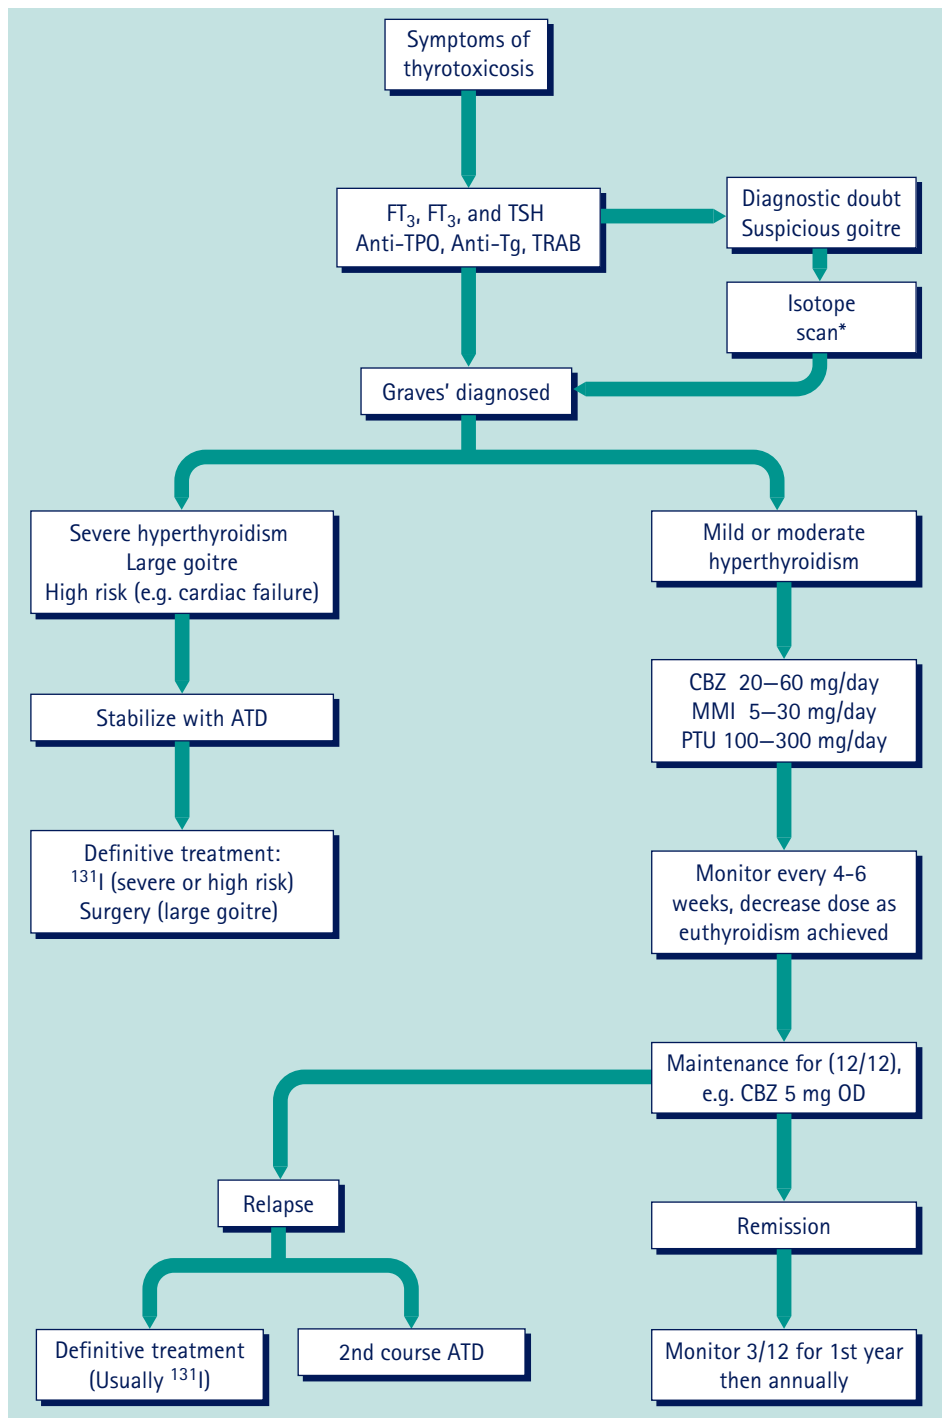 Symptoms of
thyrotoxicosis
FT₃, FT₃, and TSH
Anti-TPO, Anti-Tg, TRAB
Diagnostic doubt
Suspicious goitre
Isotope
scan*
Graves' diagnosed
Severe hyperthyroidism
Large goitre
High risk (e.g. cardiac failure)
Stabilize with ATD
Definitive treatment:
¹³¹I (severe or high risk)
Surgery (large goitre)
Mild or moderate
hyperthyroidism
CBZ 20–60 mg/day
MMI 5–30 mg/day
PTU 100–300 mg/day
Monitor every 4-6
weeks, decrease dose as
euthyroidism achieved
Maintenance for (12/12),
e.g. CBZ 5 mg OD
Relapse
Definitive treatment
(Usually ¹³¹I)
2nd course ATD
Remission
Monitor 3/12 for 1st year
then annually